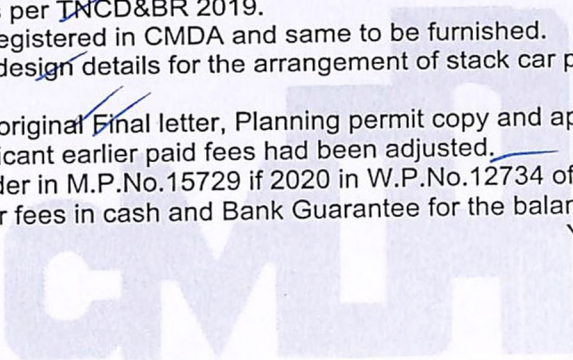 s per TNCD&BR 2019.
egistered in CMDA and same to be furnished.
design details for the arrangement of stack car p
original Final letter, Planning permit copy and ap
icant earlier paid fees had been adjusted.
der in M.P.No.15729 if 2020 in W.P.No.12734 of
r fees in cash and Bank Guarantee for the balan
CMDA